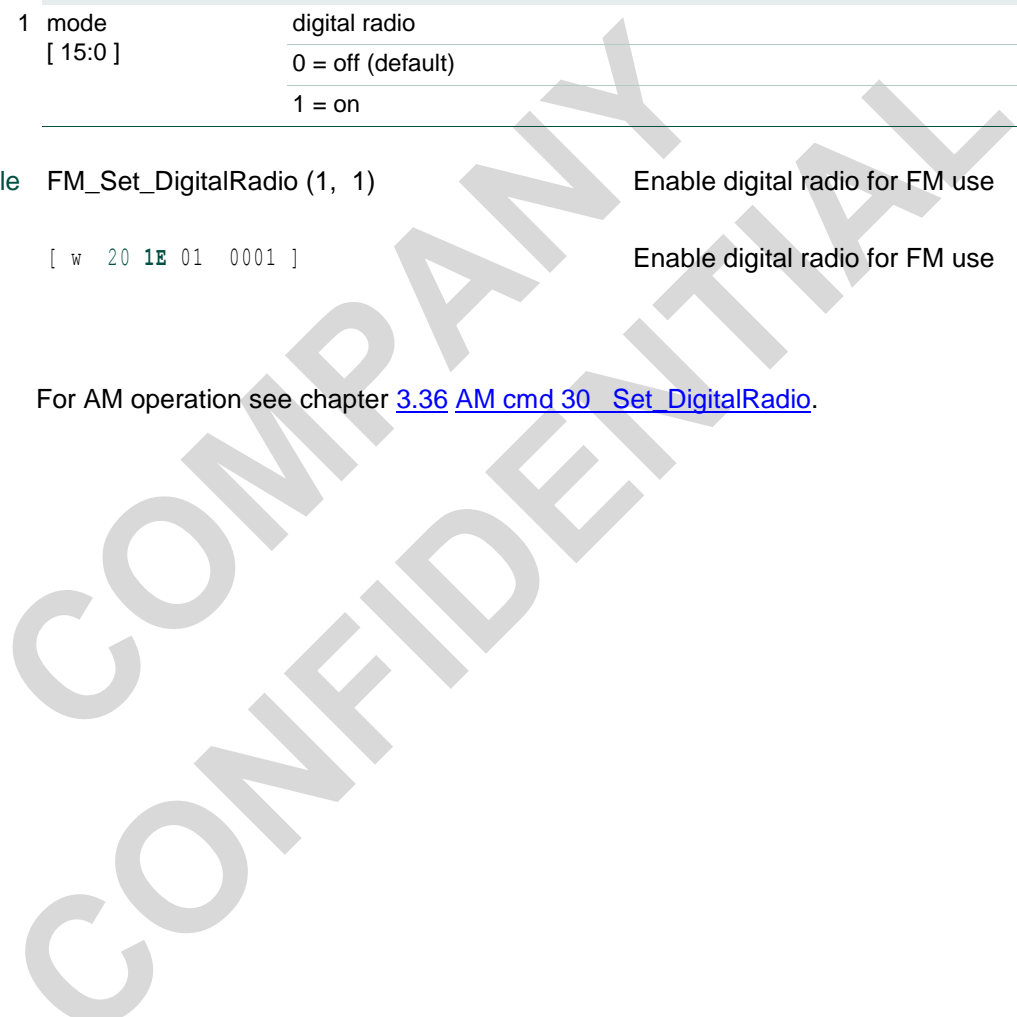 1 mode digital radio
[ 15:0 ]
0 = off (default)
1 = on
le FM_Set_DigitalRadio (1, 1) Enable digital radio for FM use
[ w 20 1E 01 0001 ] Enable digital radio for FM use
For AM operation see chapter 3.36 AM cmd 30 Set_DigitalRadio.
COMPANY
CONFIDENTIAL